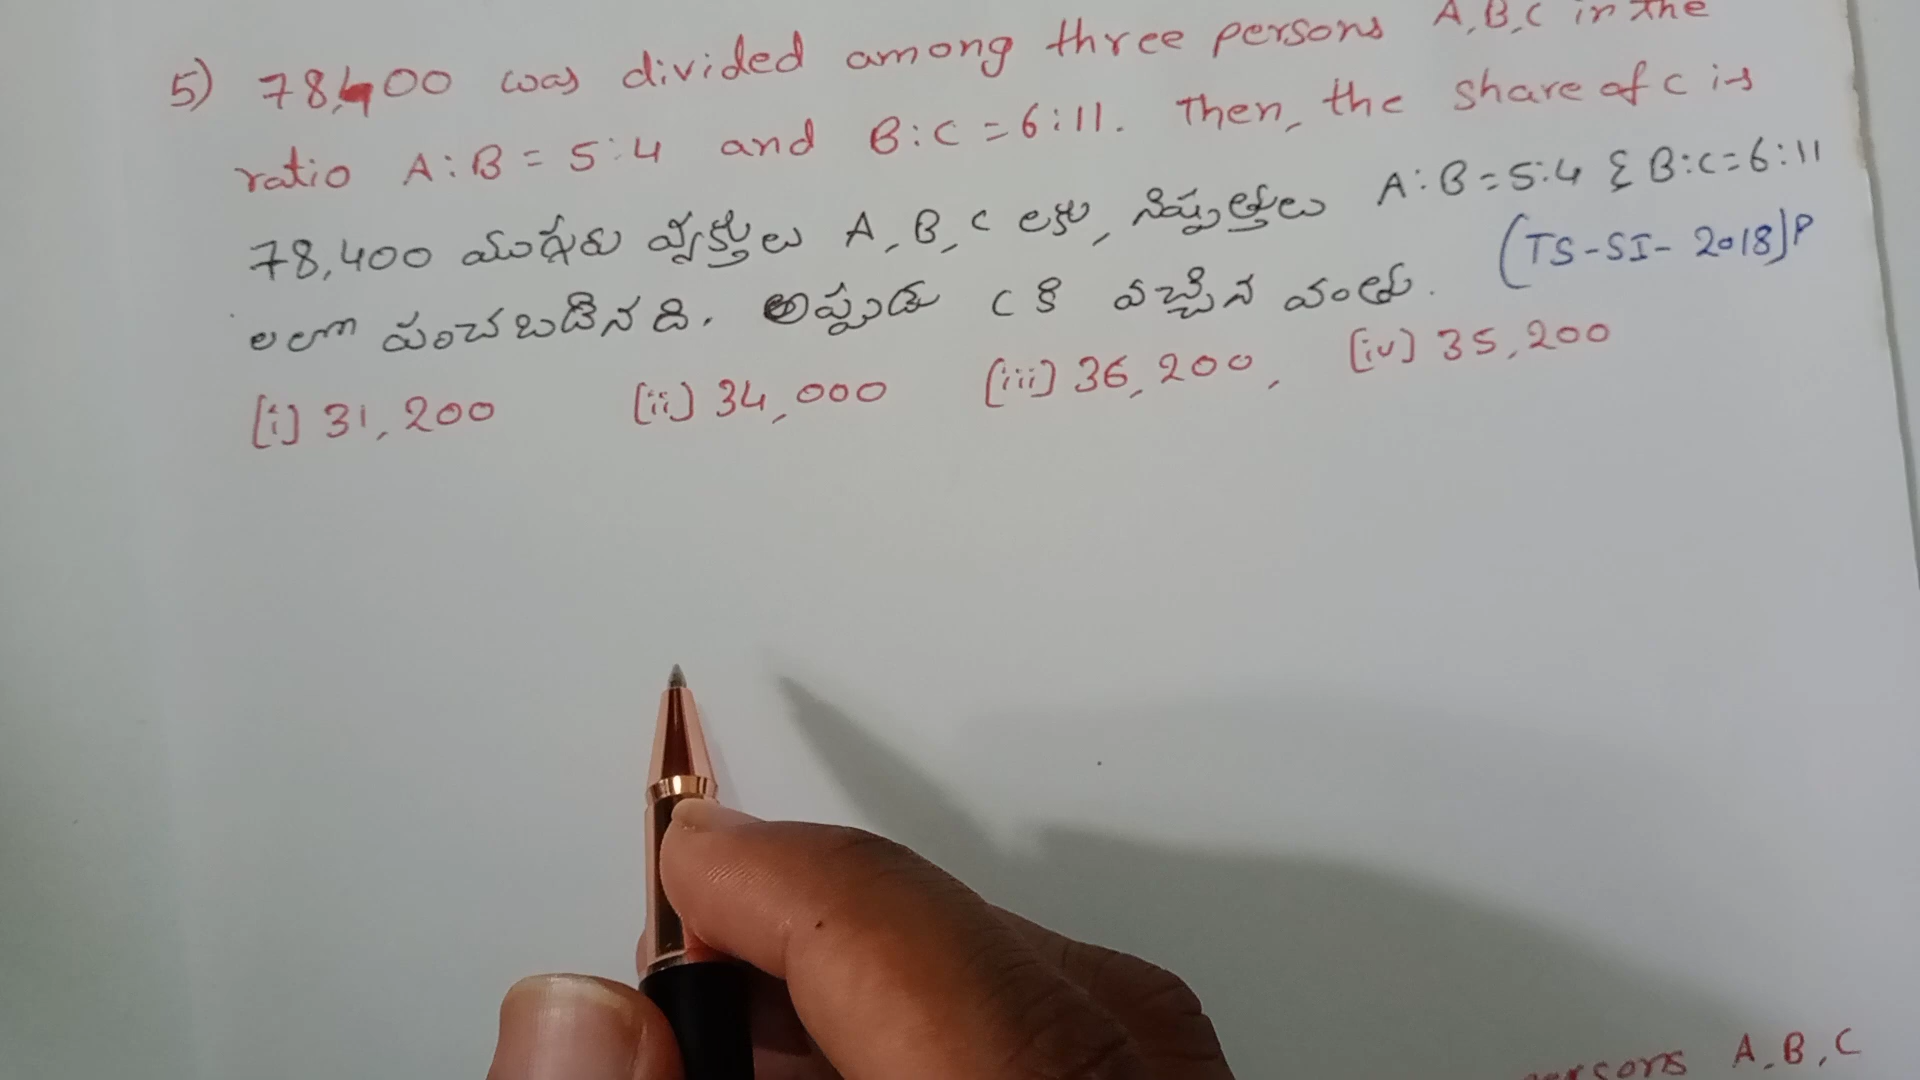 5) 78,400 was divided among three persons A,B,C in the
ratio A:B = 5:4 and B:C = 6:11. Then, the share of C is
78,400 ముగ్గురు వ్యక్తులు A, B, C లకు, నిష్పత్తులు A:B=5:4 & B:C=6:11
లలో పంచబడినది. అప్పుడు C కి వచ్చిన వంతు. (TS-SI-2018)P
(i) 31,200 (ii) 34,000 (iii) 36,200, (iv) 35,200
persons A,B,C